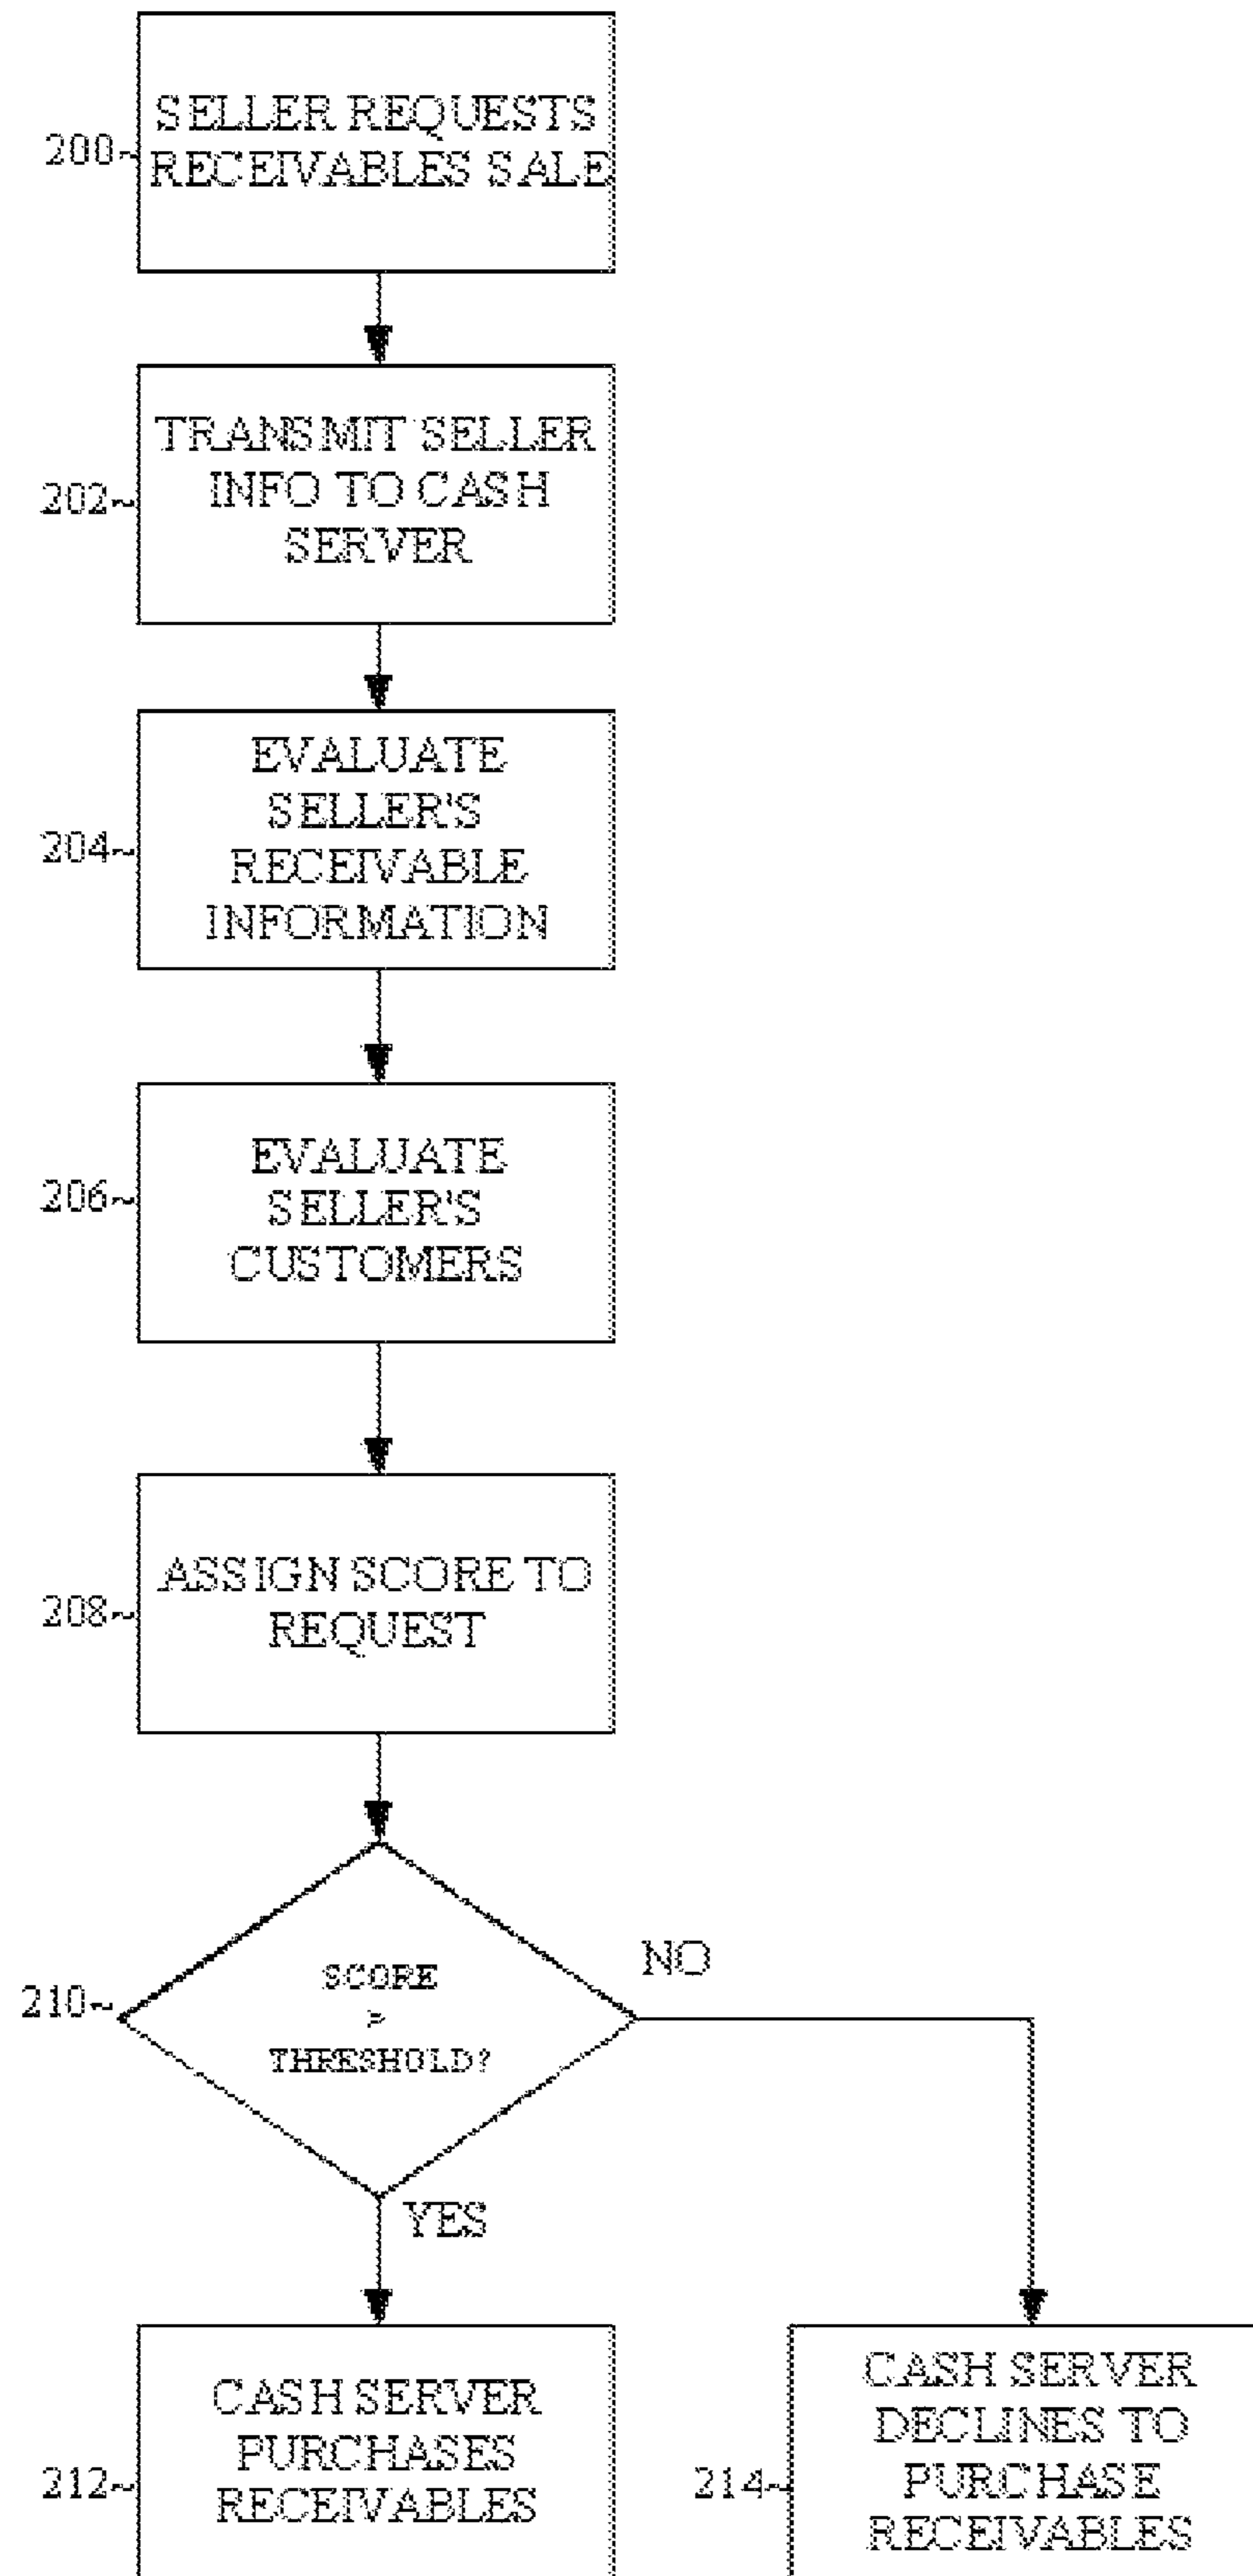 200~
SELLER REQUESTS
RECEIVABLES SALE
202~
TRANSMIT SELLER
INFO TO CASH
SERVER
204~
EVALUATE
SELLER'S
RECEIVABLE
INFORMATION
206~
EVALUATE
SELLER'S
CUSTOMERS
208~
ASSIGN SCORE TO
REQUEST
210~
SCORE
>
THRESHOLD?
NO
YES
212~
CASH SERVER
PURCHASES
RECEIVABLES
214~
CASH SERVER
DECLINES TO
PURCHASE
RECEIVABLES